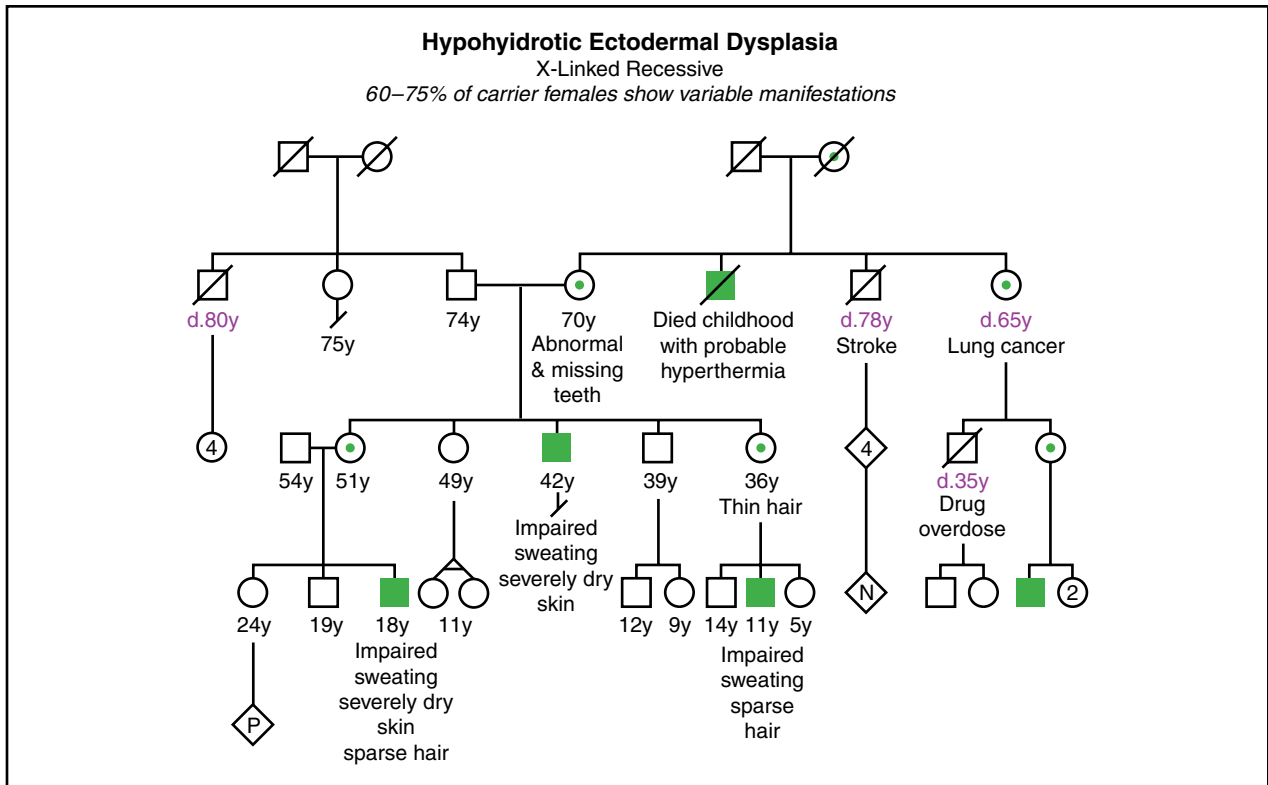 Hypohyidrotic Ectodermal Dysplasia
X-Linked Recessive
60–75% of carrier females show variable manifestations
d.80y
75y
74y
70y
Abnormal
& missing
teeth
Died childhood
with probable
hyperthermia
d.78y
Stroke
d.65y
Lung cancer
4
54y
51y
49y
42y
Impaired
sweating
severely dry
skin
39y
36y
Thin hair
4
d.35y
Drug
overdose
24y
19y
18y
Impaired
sweating
severely dry
skin
sparse hair
11y
12y
9y
14y
11y
Impaired
sweating
sparse
hair
5y
N
2
P